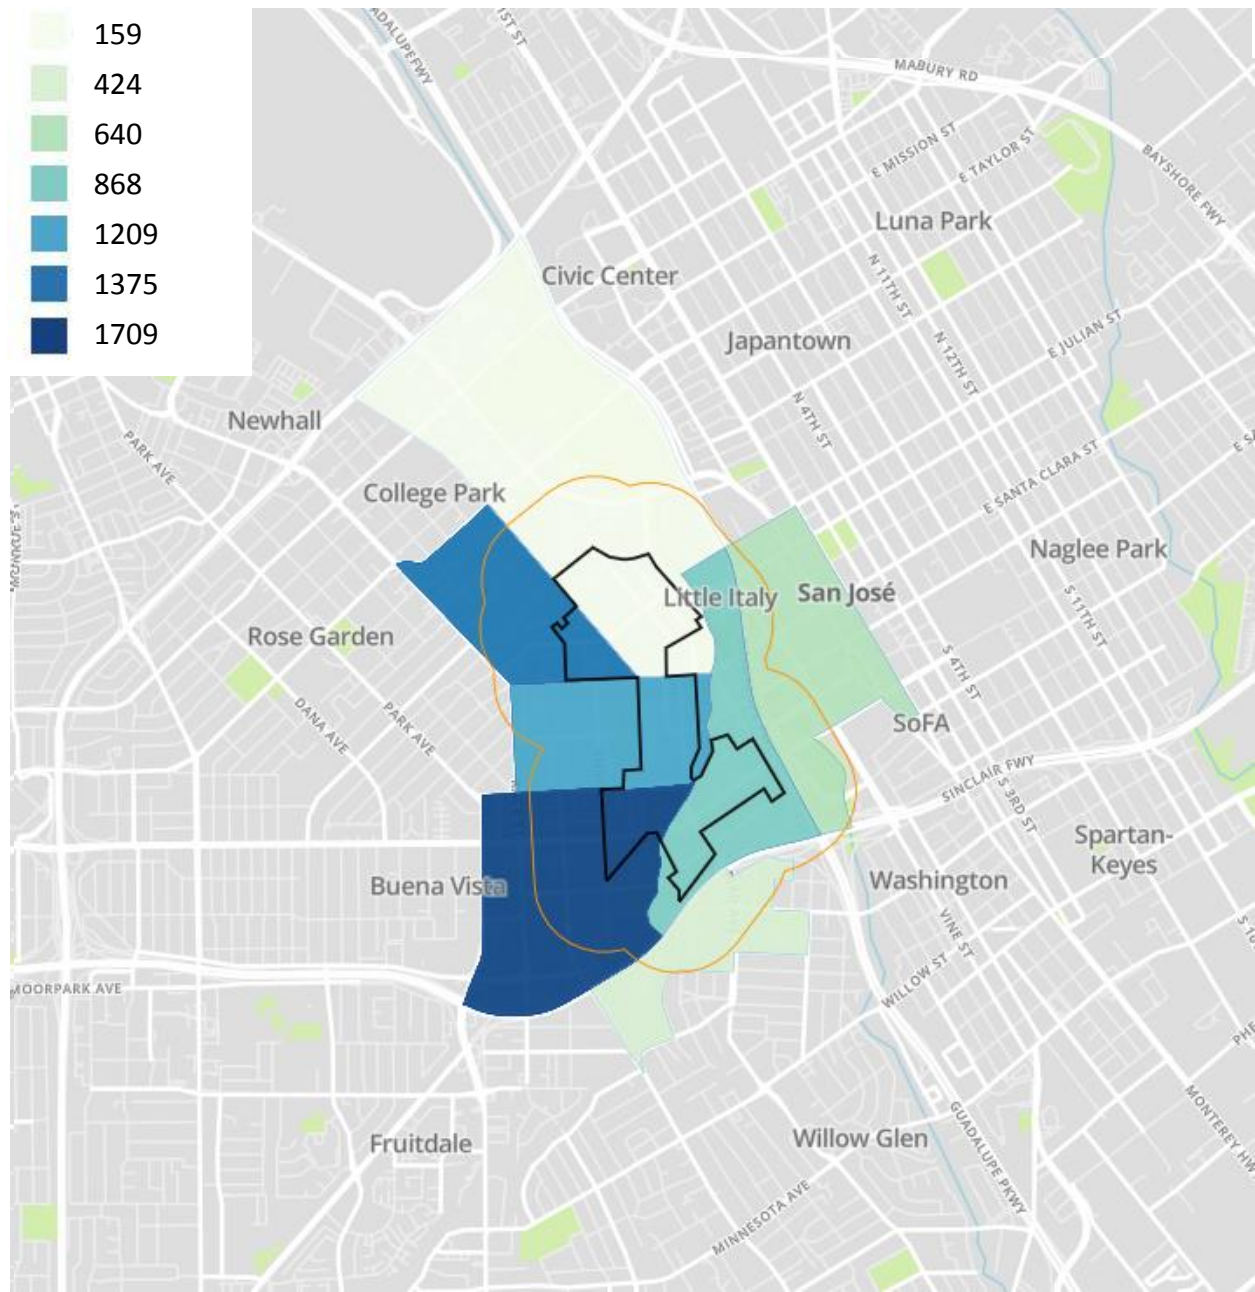 159
424
640
868
1209
1375
1709
1ST ST
MABURY RD
E MISSION ST
E TAYLOR ST
BAYSHORE FWY
Luna Park
Civic Center
N 11TH ST
Japantown
N 12TH ST
E JULIAN ST
Newhall
PARK AVE
N 4TH ST
E SANTA CLARA ST
College Park
Naglee Park
Little Italy
San José
S 11TH ST
Rose Garden
S 4TH ST
DANA AVE
PARK AVE
SoFA
SINCLAIR FWY
S 3RD ST
Spartan-
Keyes
Buena Vista
Washington
VINE ST
WILLOW ST
MOORPARK AVE
MONTEREY HW
GUADALUPE PKWY
Fruitdale
Willow Glen
MINNESOTA AVE